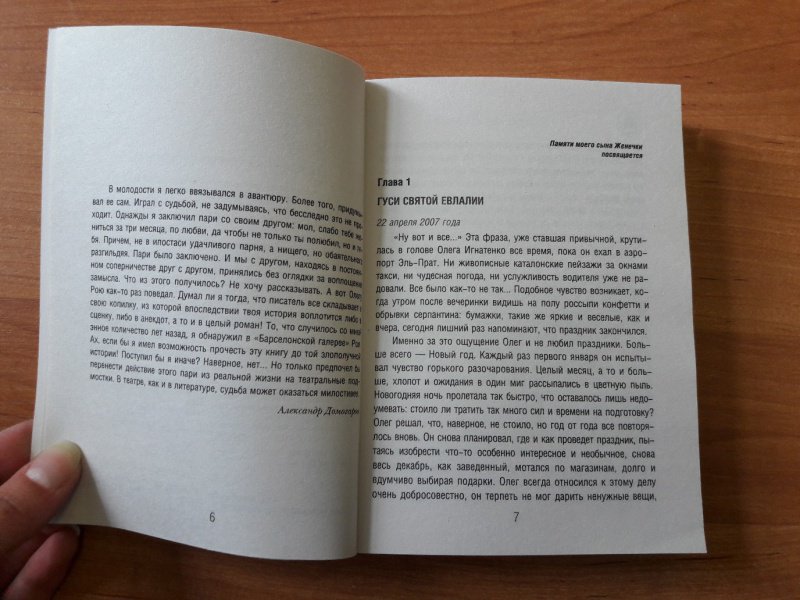 В молодости я легко ввязывался в авантюру. Более того, придумы-
вал ее сам. Играл с судьбой, не задумываясь, что бесследно это не про-
ходит. Однажды я заключил пари со своим другом: мол, слабо тебе же-
ниться за три месяца, по любви, да чтобы не только ты полюбил, но и те-
бя. Причем, не в ипостаси удачливого парня, а нищего, но обаятельного
разгильдяя. Пари было заключено. И мы с другом, находясь в постоян-
ном соперничестве друг с другом, принялись без оглядки за воплощение
замысла. Что из этого получилось? Не хочу рассказывать. А вот Олегу
Рою как-то раз поведал. Думал ли я тогда, что писатель все складывает в
свою копилку, из которой впоследствии твоя история воплотится либо в
сценку, либо в анекдот, а то и в целый роман! То, что случилось со мной
энное количество лет назад, я обнаружил в «Барселонской галерее» Роя.
Ах, если бы я имел возможность прочесть эту книгу до той злополучной
истории! Поступил бы я иначе? Наверное, нет... Но только предпочел бы
перенести действие этого пари из реальной жизни на театральные под-
мостки. В театре, как и в литературе, судьба может оказаться милостивее.
Александр Домогаров
6
Памяти моего сына Женечки
посвящается
Глава 1
ГУСИ СВЯТОЙ ЕВЛАЛИИ
22 апреля 2007 года
«Ну вот и все...» Эта фраза, уже ставшая привычной, крути-
лась в голове Олега Игнатенко все время, пока он ехал в аэро-
порт Эль-Прат. Ни живописные каталонские пейзажи за окнами
такси, ни чудесная погода, ни услужливость водителя уже не ра-
довали. Все было как-то не так... Подобное чувство возникает, ко-
гда утром после вечеринки видишь на полу россыпи конфетти и
обрывки серпантина: бумажки, такие же яркие и веселые, как и
вчера, сегодня лишний раз напоминают, что праздник закончился.
Именно за это ощущение Олег и не любил праздники. Боль-
ше всего — Новый год. Каждый раз первого января он испыты-
вал чувство горького разочарования. Целый месяц, а то и боль-
ше, хлопот и ожидания в один миг рассыпались в цветную пыль.
Новогодняя ночь пролетала так быстро, что оставалось лишь недо-
умевать: стоило ли тратить так много сил и времени на подготовку?
Олег решал, что, наверное, не стоило, но год от года все повторя-
лось вновь. Он снова планировал, где и как проведет праздник, пы-
таясь изобрести что-то особенно интересное и необычное, снова
весь декабрь, как заведенный, мотался по магазинам, долго и
вдумчиво выбирая подарки. Олег всегда относился к этому делу
очень добросовестно, он терпеть не мог дарить ненужные вещи,
7